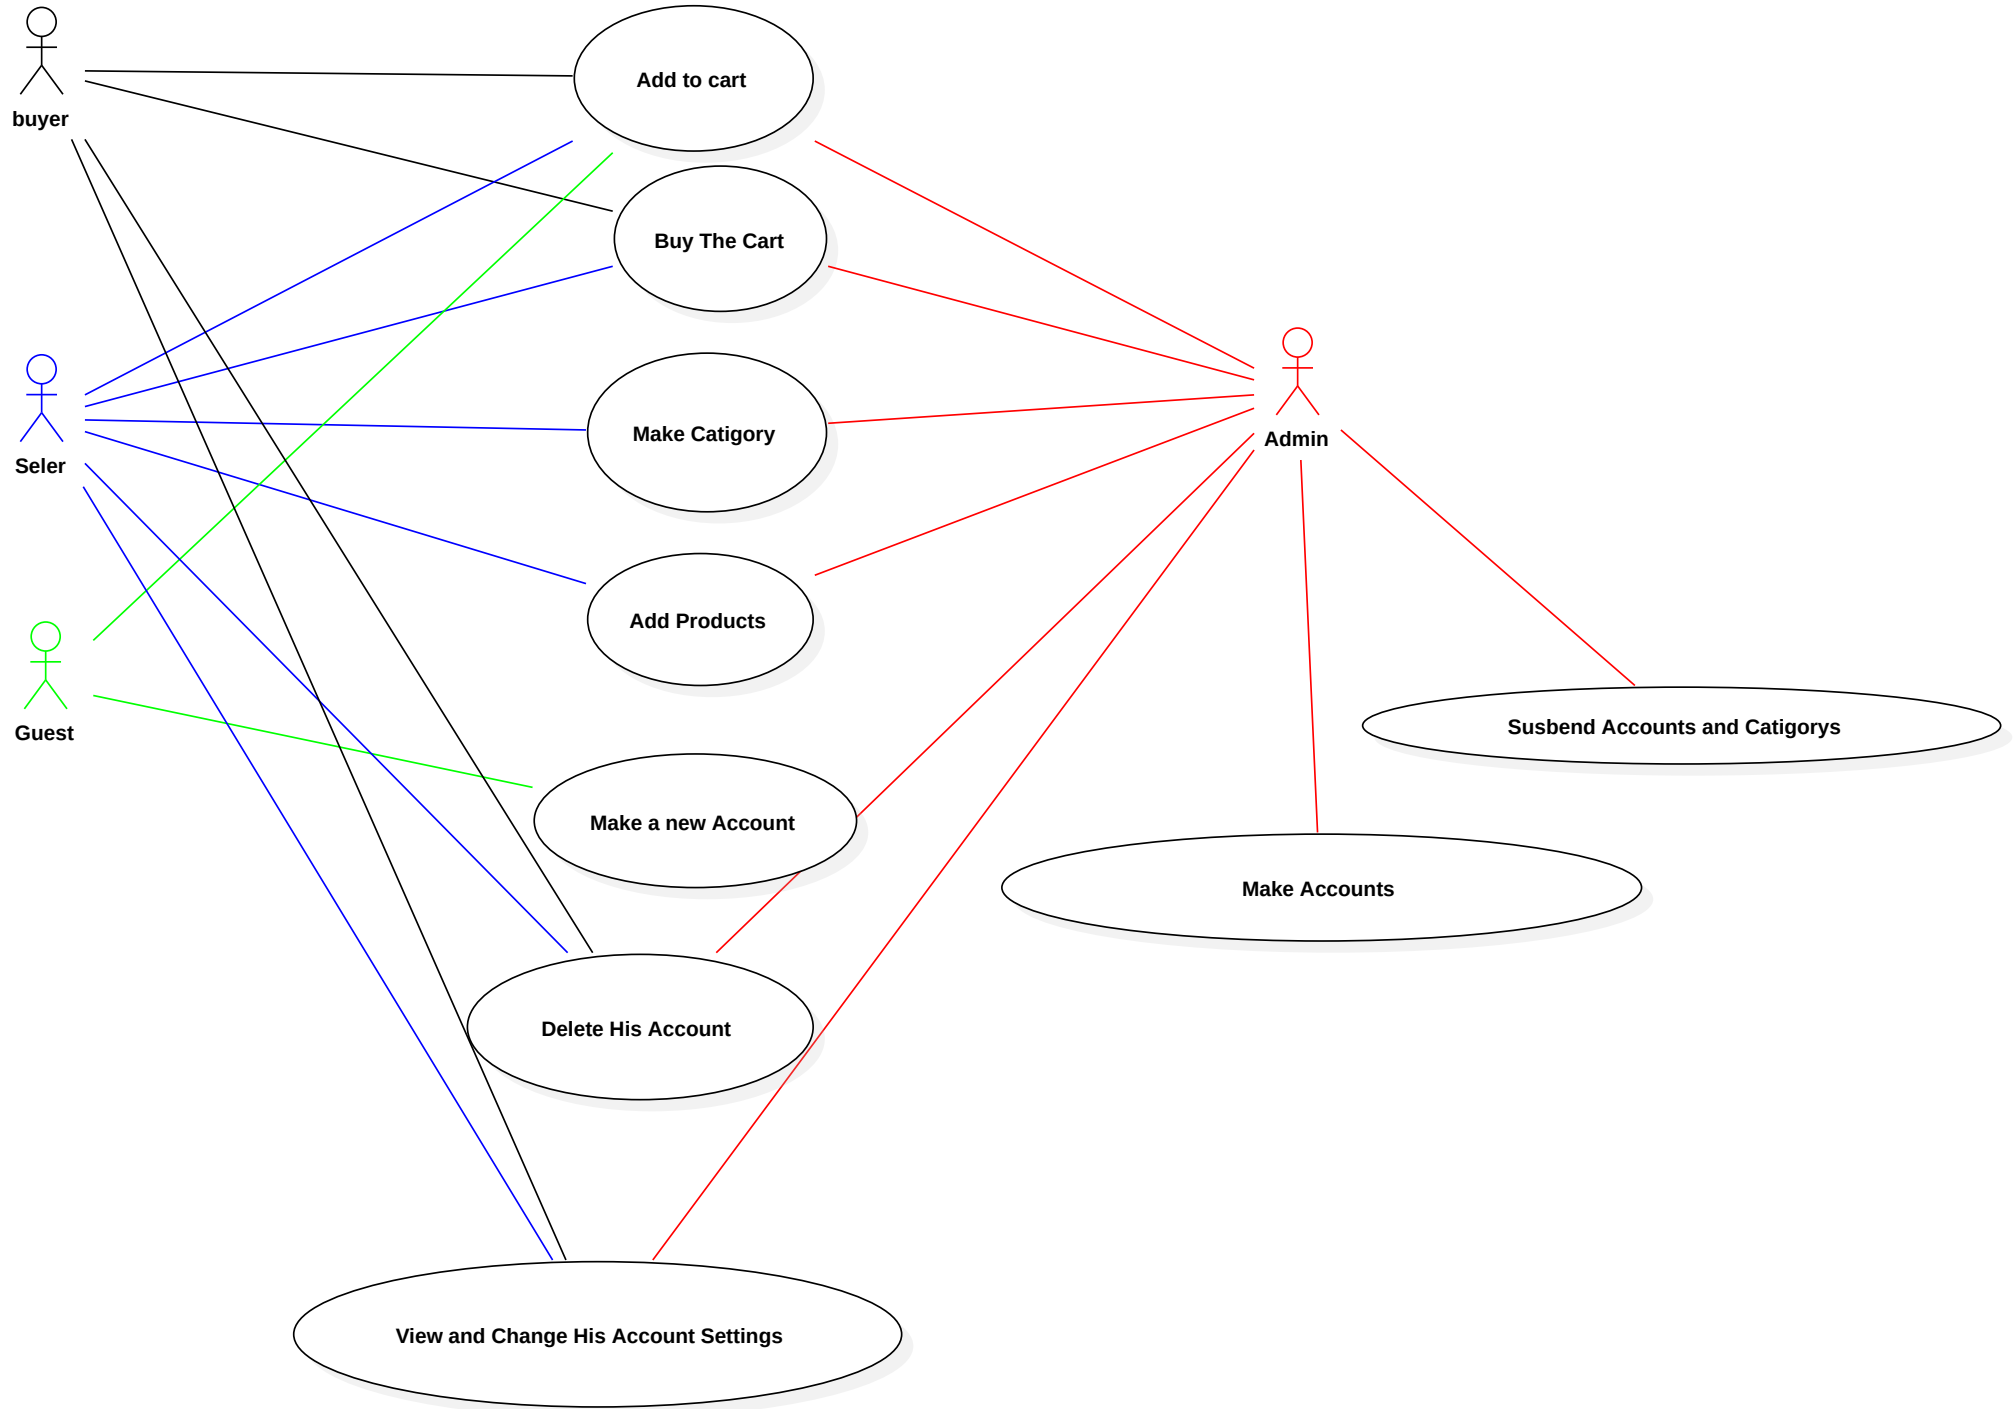 buyer
Add to cart
Buy The Cart
Seler
Make Catigory
Admin
Add Products
Guest
Susbend Accounts and Catigorys
Make a new Account
Make Accounts
Delete His Account
View and Change His Account Settings